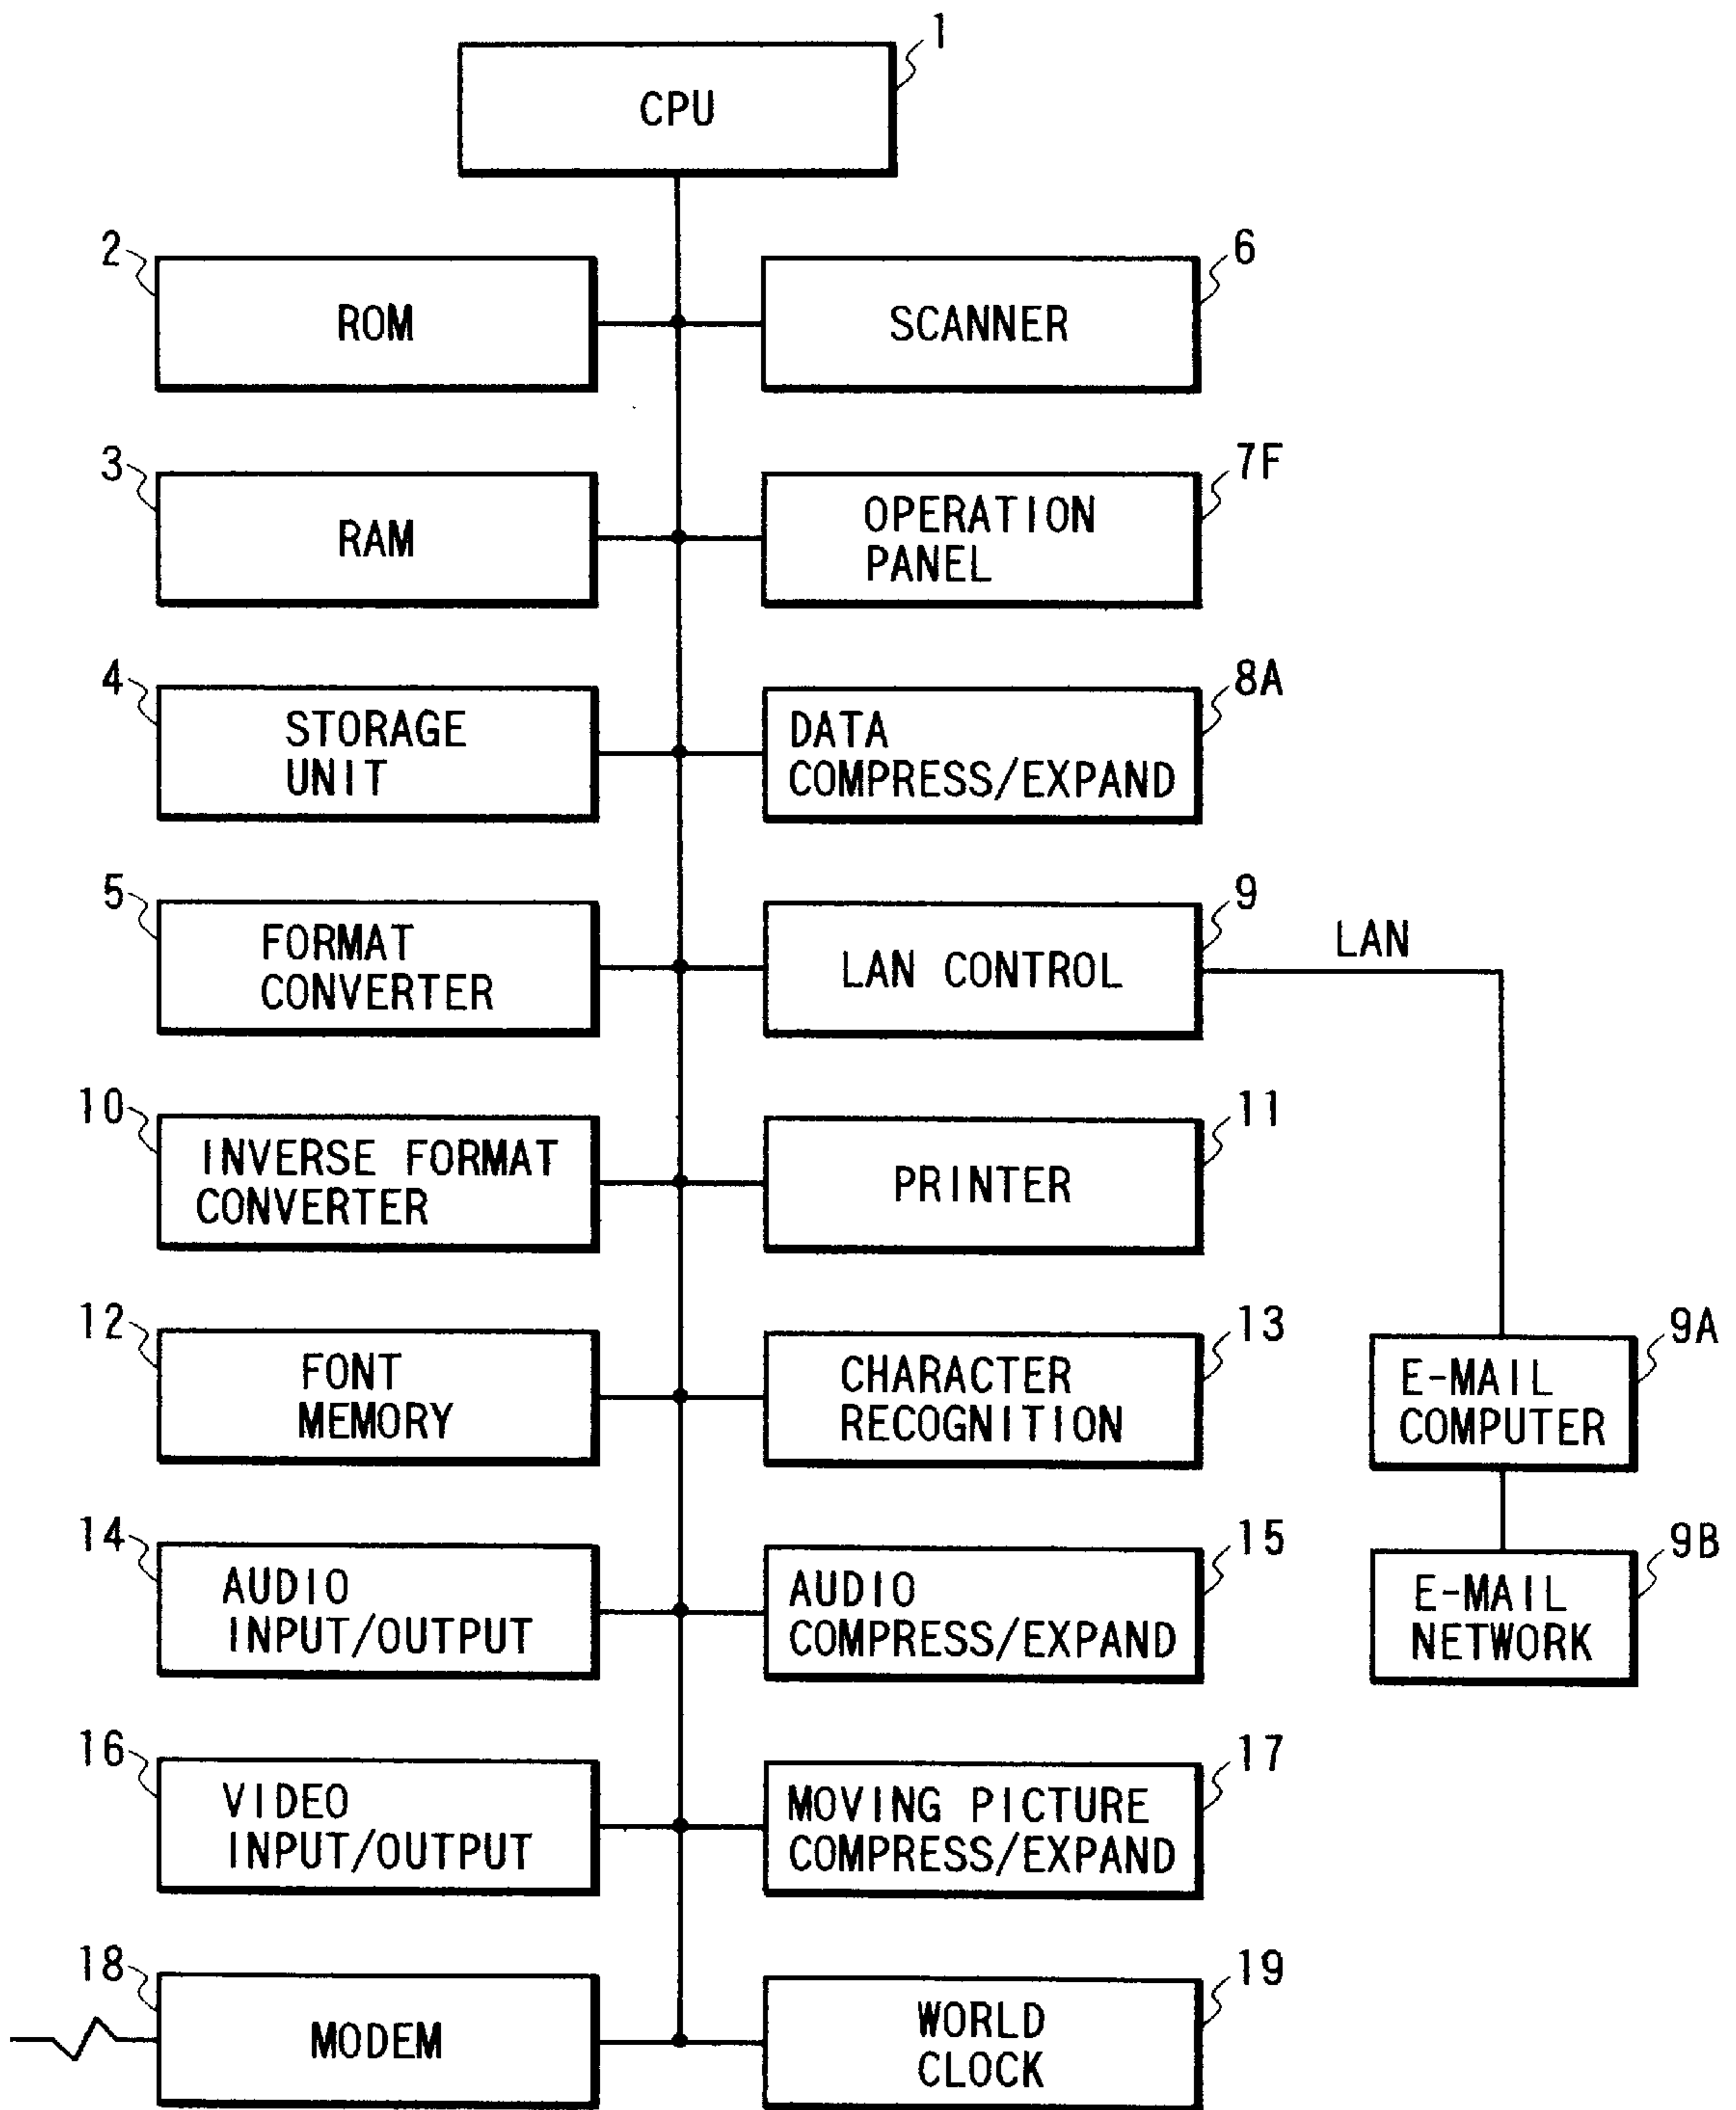 1
CPU
2
ROM
6
SCANNER
3
RAM
7F
OPERATION
PANEL
4
STORAGE
UNIT
8A
DATA
COMPRESS/EXPAND
5
FORMAT
CONVERTER
9
LAN CONTROL
LAN
10
INVERSE FORMAT
CONVERTER
11
PRINTER
12
FONT
MEMORY
13
CHARACTER
RECOGNITION
9A
E-MAIL
COMPUTER
14
AUDIO
INPUT/OUTPUT
15
AUDIO
COMPRESS/EXPAND
9B
E-MAIL
NETWORK
16
VIDEO
INPUT/OUTPUT
17
MOVING PICTURE
COMPRESS/EXPAND
18
MODEM
19
WORLD
CLOCK